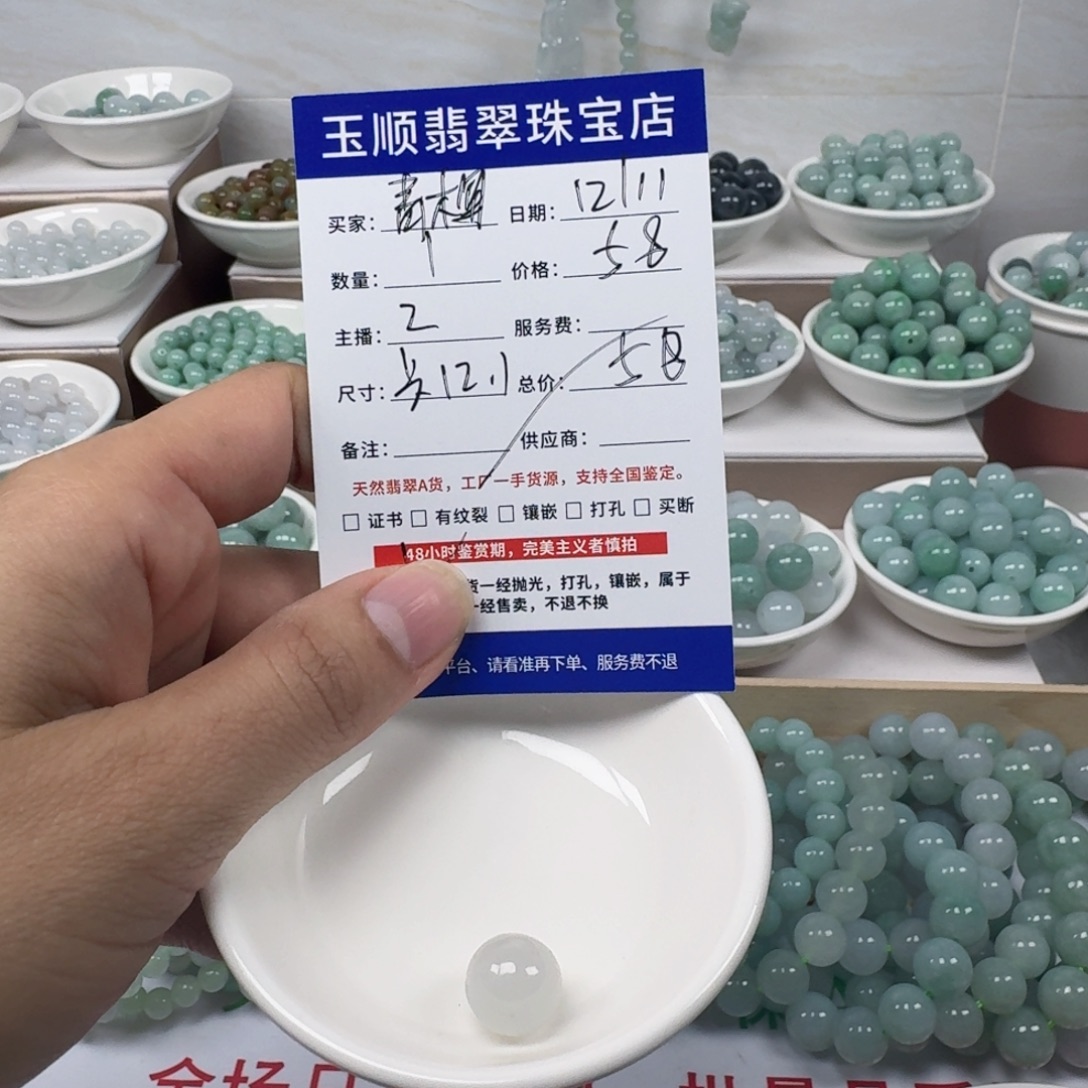 玉顺翡翠珠宝店
买家： 日期：12/11
数量：1 价格：58
主播：2 服务费：
尺寸：12.1 总价：58
备注： 供应商：
天然翡翠A货，工厂一手货源，支持全国鉴定。
□ 证书 □ 有纹裂 □ 镶嵌 □ 打孔 □ 买断
48小时鉴赏期，完美主义者慎拍
货一经抛光，打孔，镶嵌，属于
一经售卖，不退不换
平台、请看准再下单、服务费不退